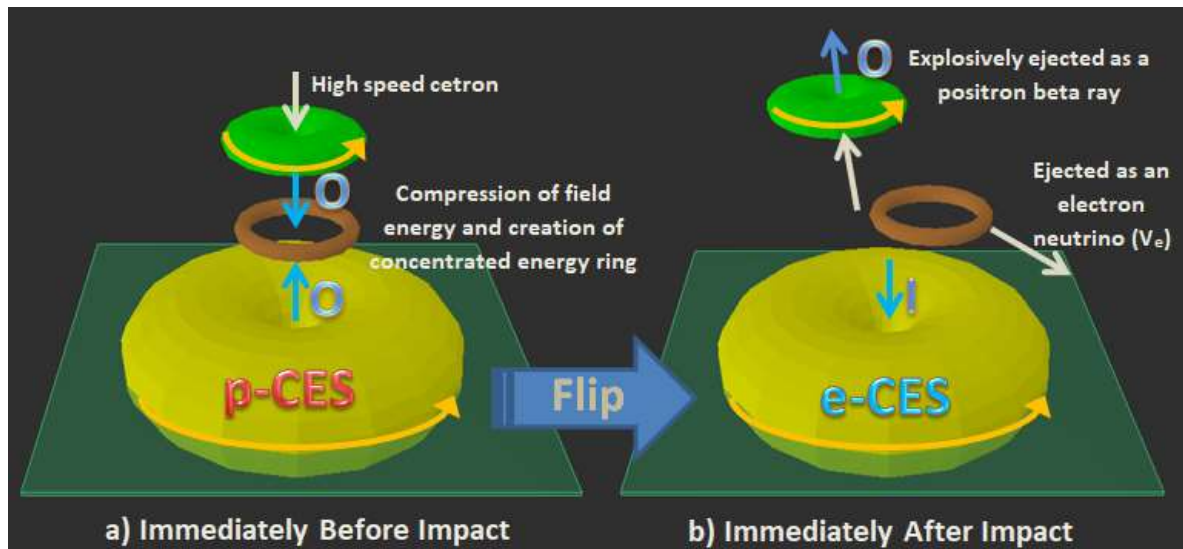 High speed cetron
O
Compression of field
energy and creation of
concentrated energy ring
O
p-CES
a) Immediately Before Impact
Flip
O
Explosively ejected as a
positron beta ray
Ejected as an
electron
neutrino (Ve)
I
e-CES
b) Immediately After Impact